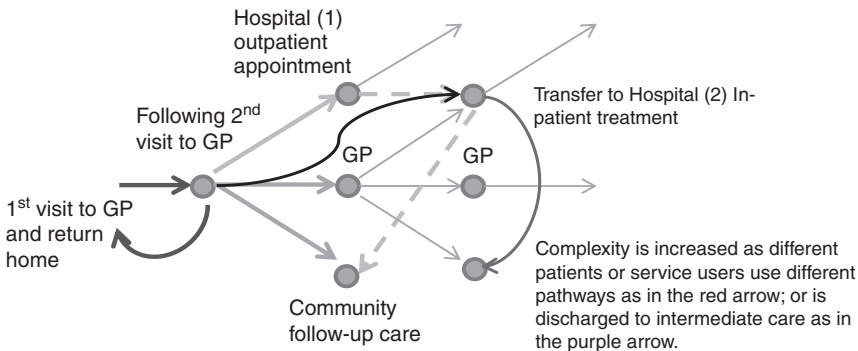 Hospital (1)
outpatient
appointment
Following 2nd
visit to GP
Transfer to Hospital (2) In-
patient treatment
GP
GP
1st visit to GP
and return
home
Community
follow-up care
Complexity is increased as different
patients or service users use different
pathways as in the red arrow; or is
discharged to intermediate care as in
the purple arrow.